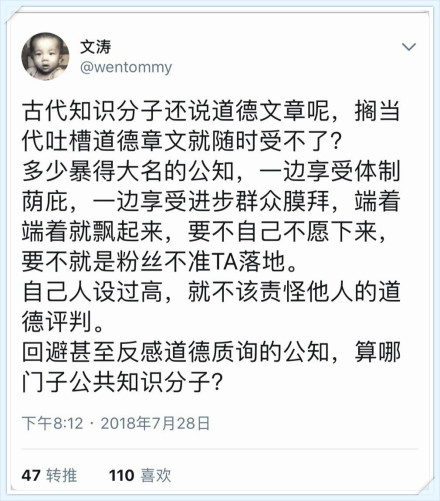 文涛
@wentommy
古代知识分子还说道德文章呢，搁当
代吐槽道德章文就随时受不了？
多少暴得大名的公知，一边享受体制
荫庇，一边享受进步群众膜拜，端着
端着就飘起来，要不自己不愿下来，
要不就是粉丝不准TA落地。
自己人设过高，就不该责怪他人的道
德评判。
回避甚至反感道德质询的公知，算哪
门子公共知识分子？
下午8:12 · 2018年7月28日
47 转推 110 喜欢